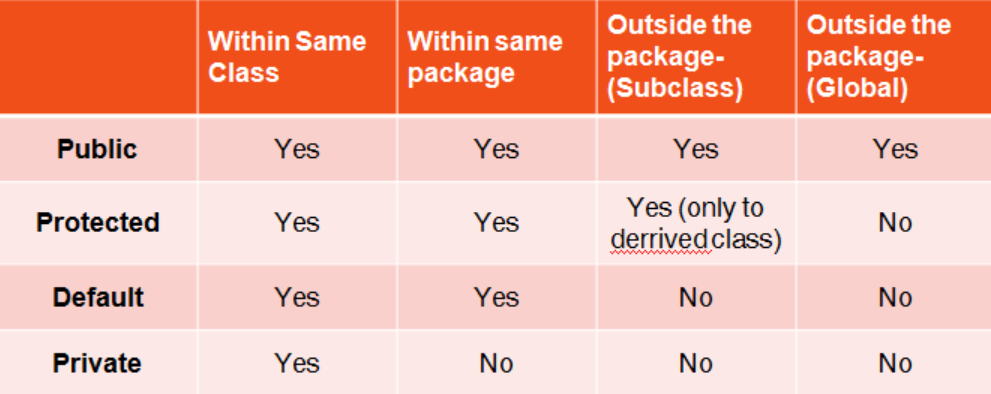 Within Same Class
Within same package
Outside the package- (Subclass)
Outside the package- (Global)
Public Yes Yes Yes Yes
Protected Yes Yes Yes (only to derrived class) No
Default Yes Yes No No
Private Yes No No No